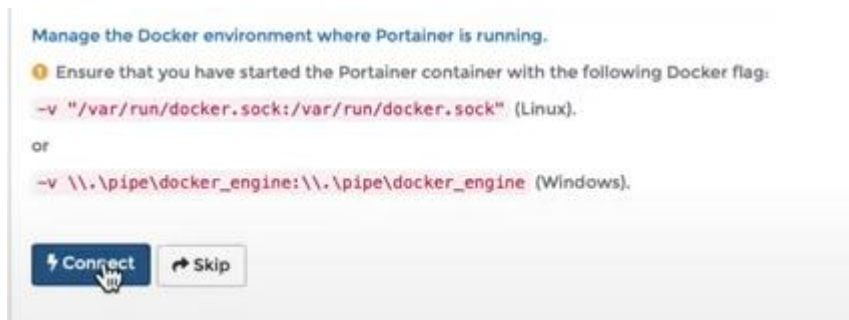 Manage the Docker environment where Portainer is running.
Ensure that you have started the Portainer container with the following Docker flag:
-v "/var/run/docker.sock:/var/run/docker.sock" (Linux).
or
-v \\.\pipe\docker_engine:\\.\pipe\docker_engine (Windows).
Connect Skip